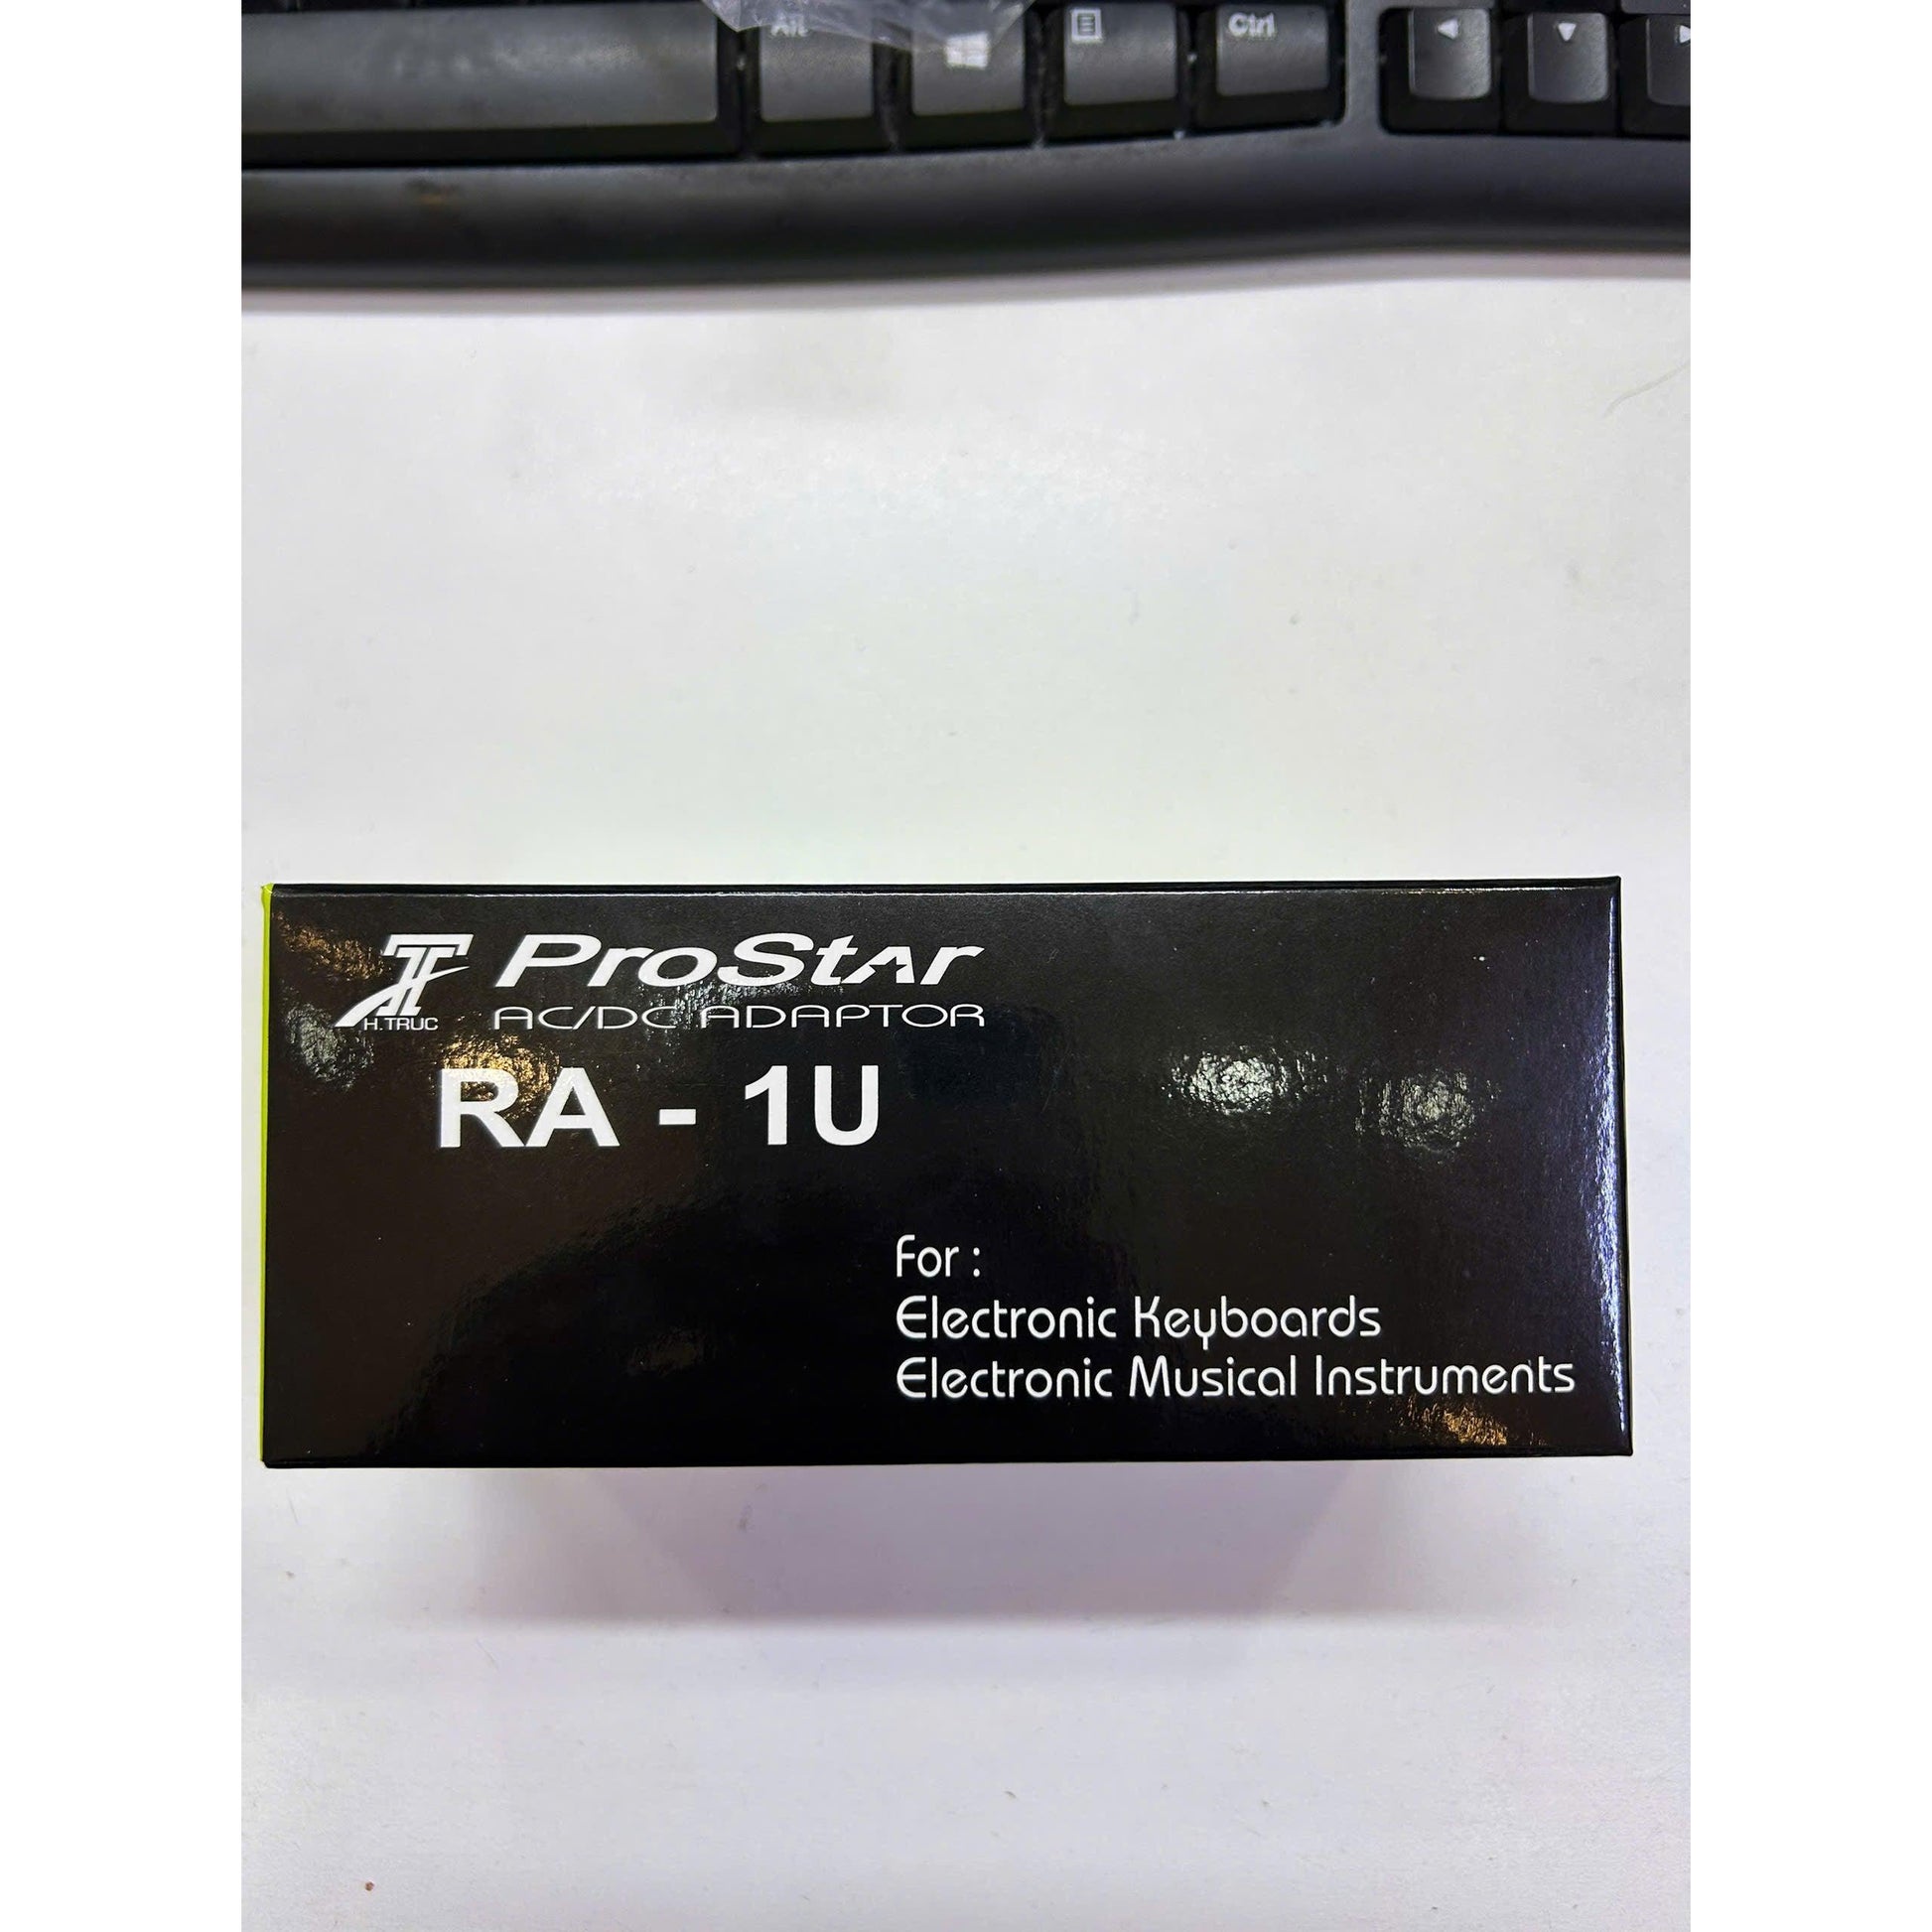 Alt
Ctrl
ProStar
H.TRUC
AC/DC ADAPTOR
RA - 1U
For :
Electronic Keyboards
Electronic Musical Instruments